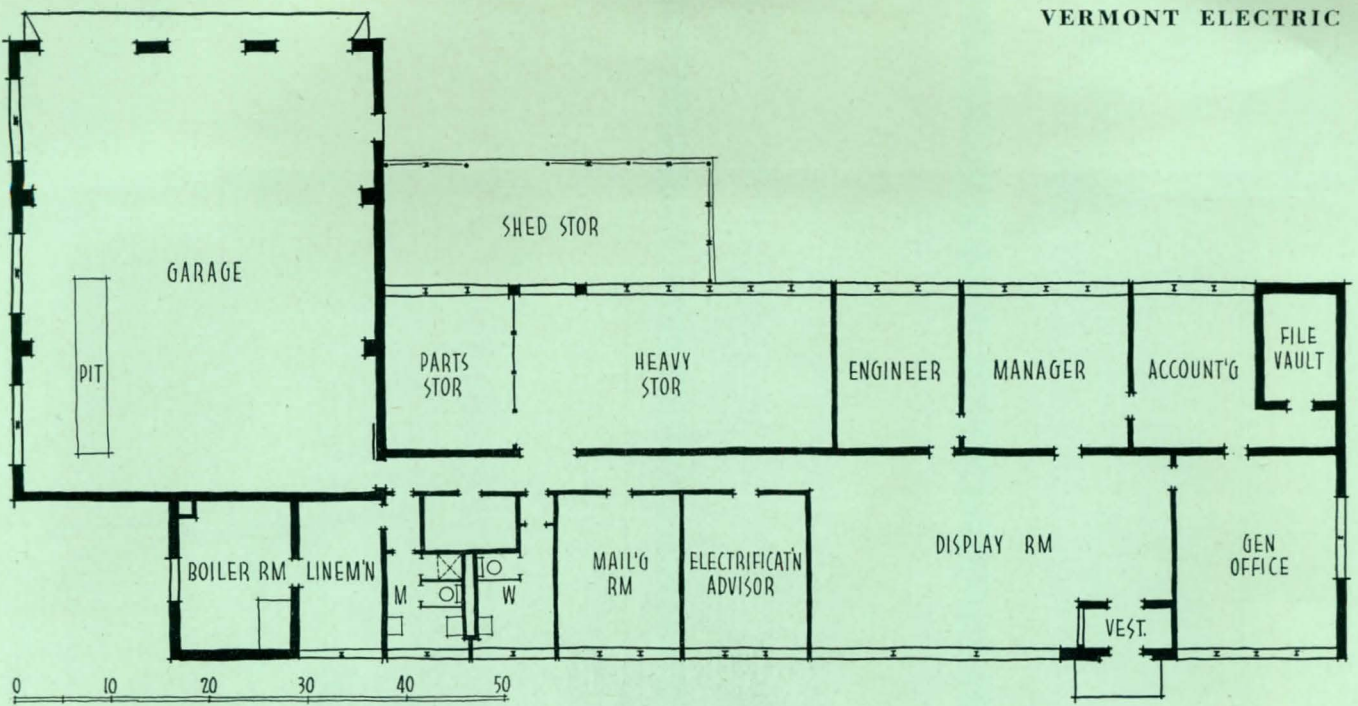 VERMONT ELECTRIC
SHED STOR
GARAGE
PIT
PARTS
STOR
HEAVY
STOR
ENGINEER
MANAGER
ACCOUNT'G
FILE
VAULT
BOILER RM
LINEM'N
M
W
MAIL'G
RM
ELECTRIFICAT'N
ADVISOR
DISPLAY RM
VEST.
GEN
OFFICE
0 10 20 30 40 50